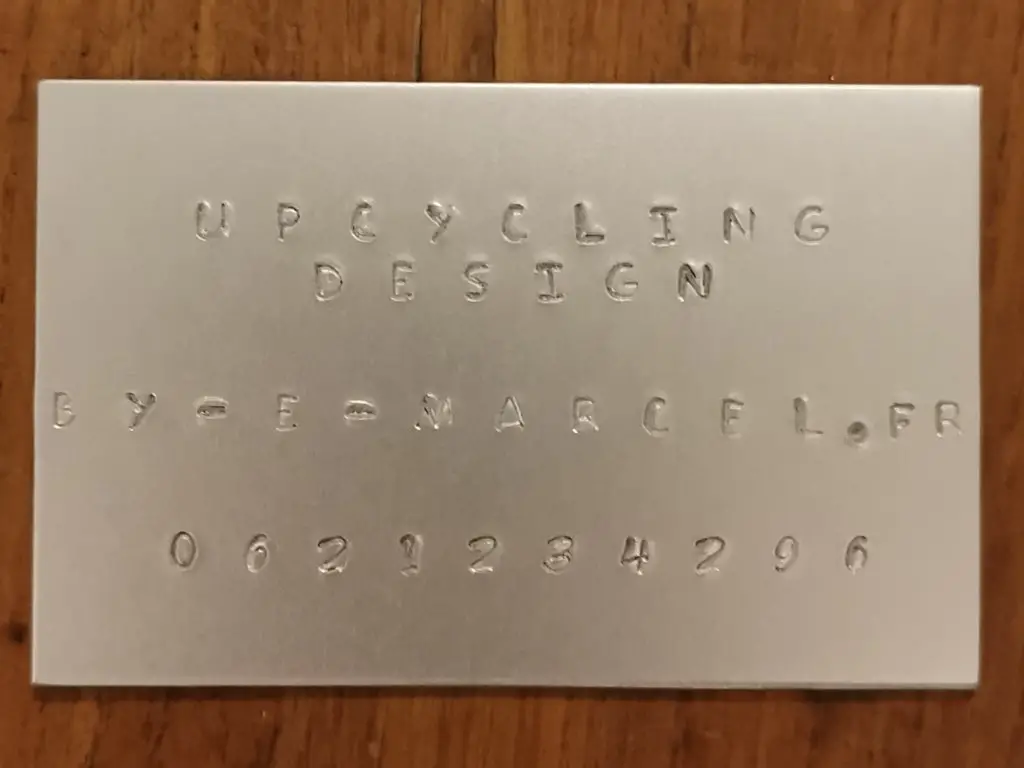 UPCYCLING
DESIGN
BY-E-MARCEL.FR
0621234296